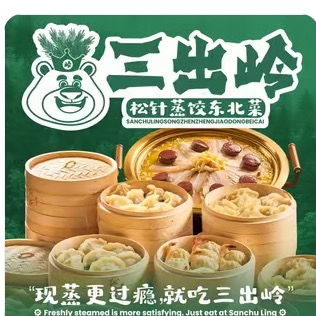 三出岭
松针蒸饺东北菜
SANCHULINGSONGZHENZHENGJIAODONGBEICAI
“现蒸更过瘾,就吃三出岭”
Freshly steamed is more satisfying. Just eat at Sanchu Ling